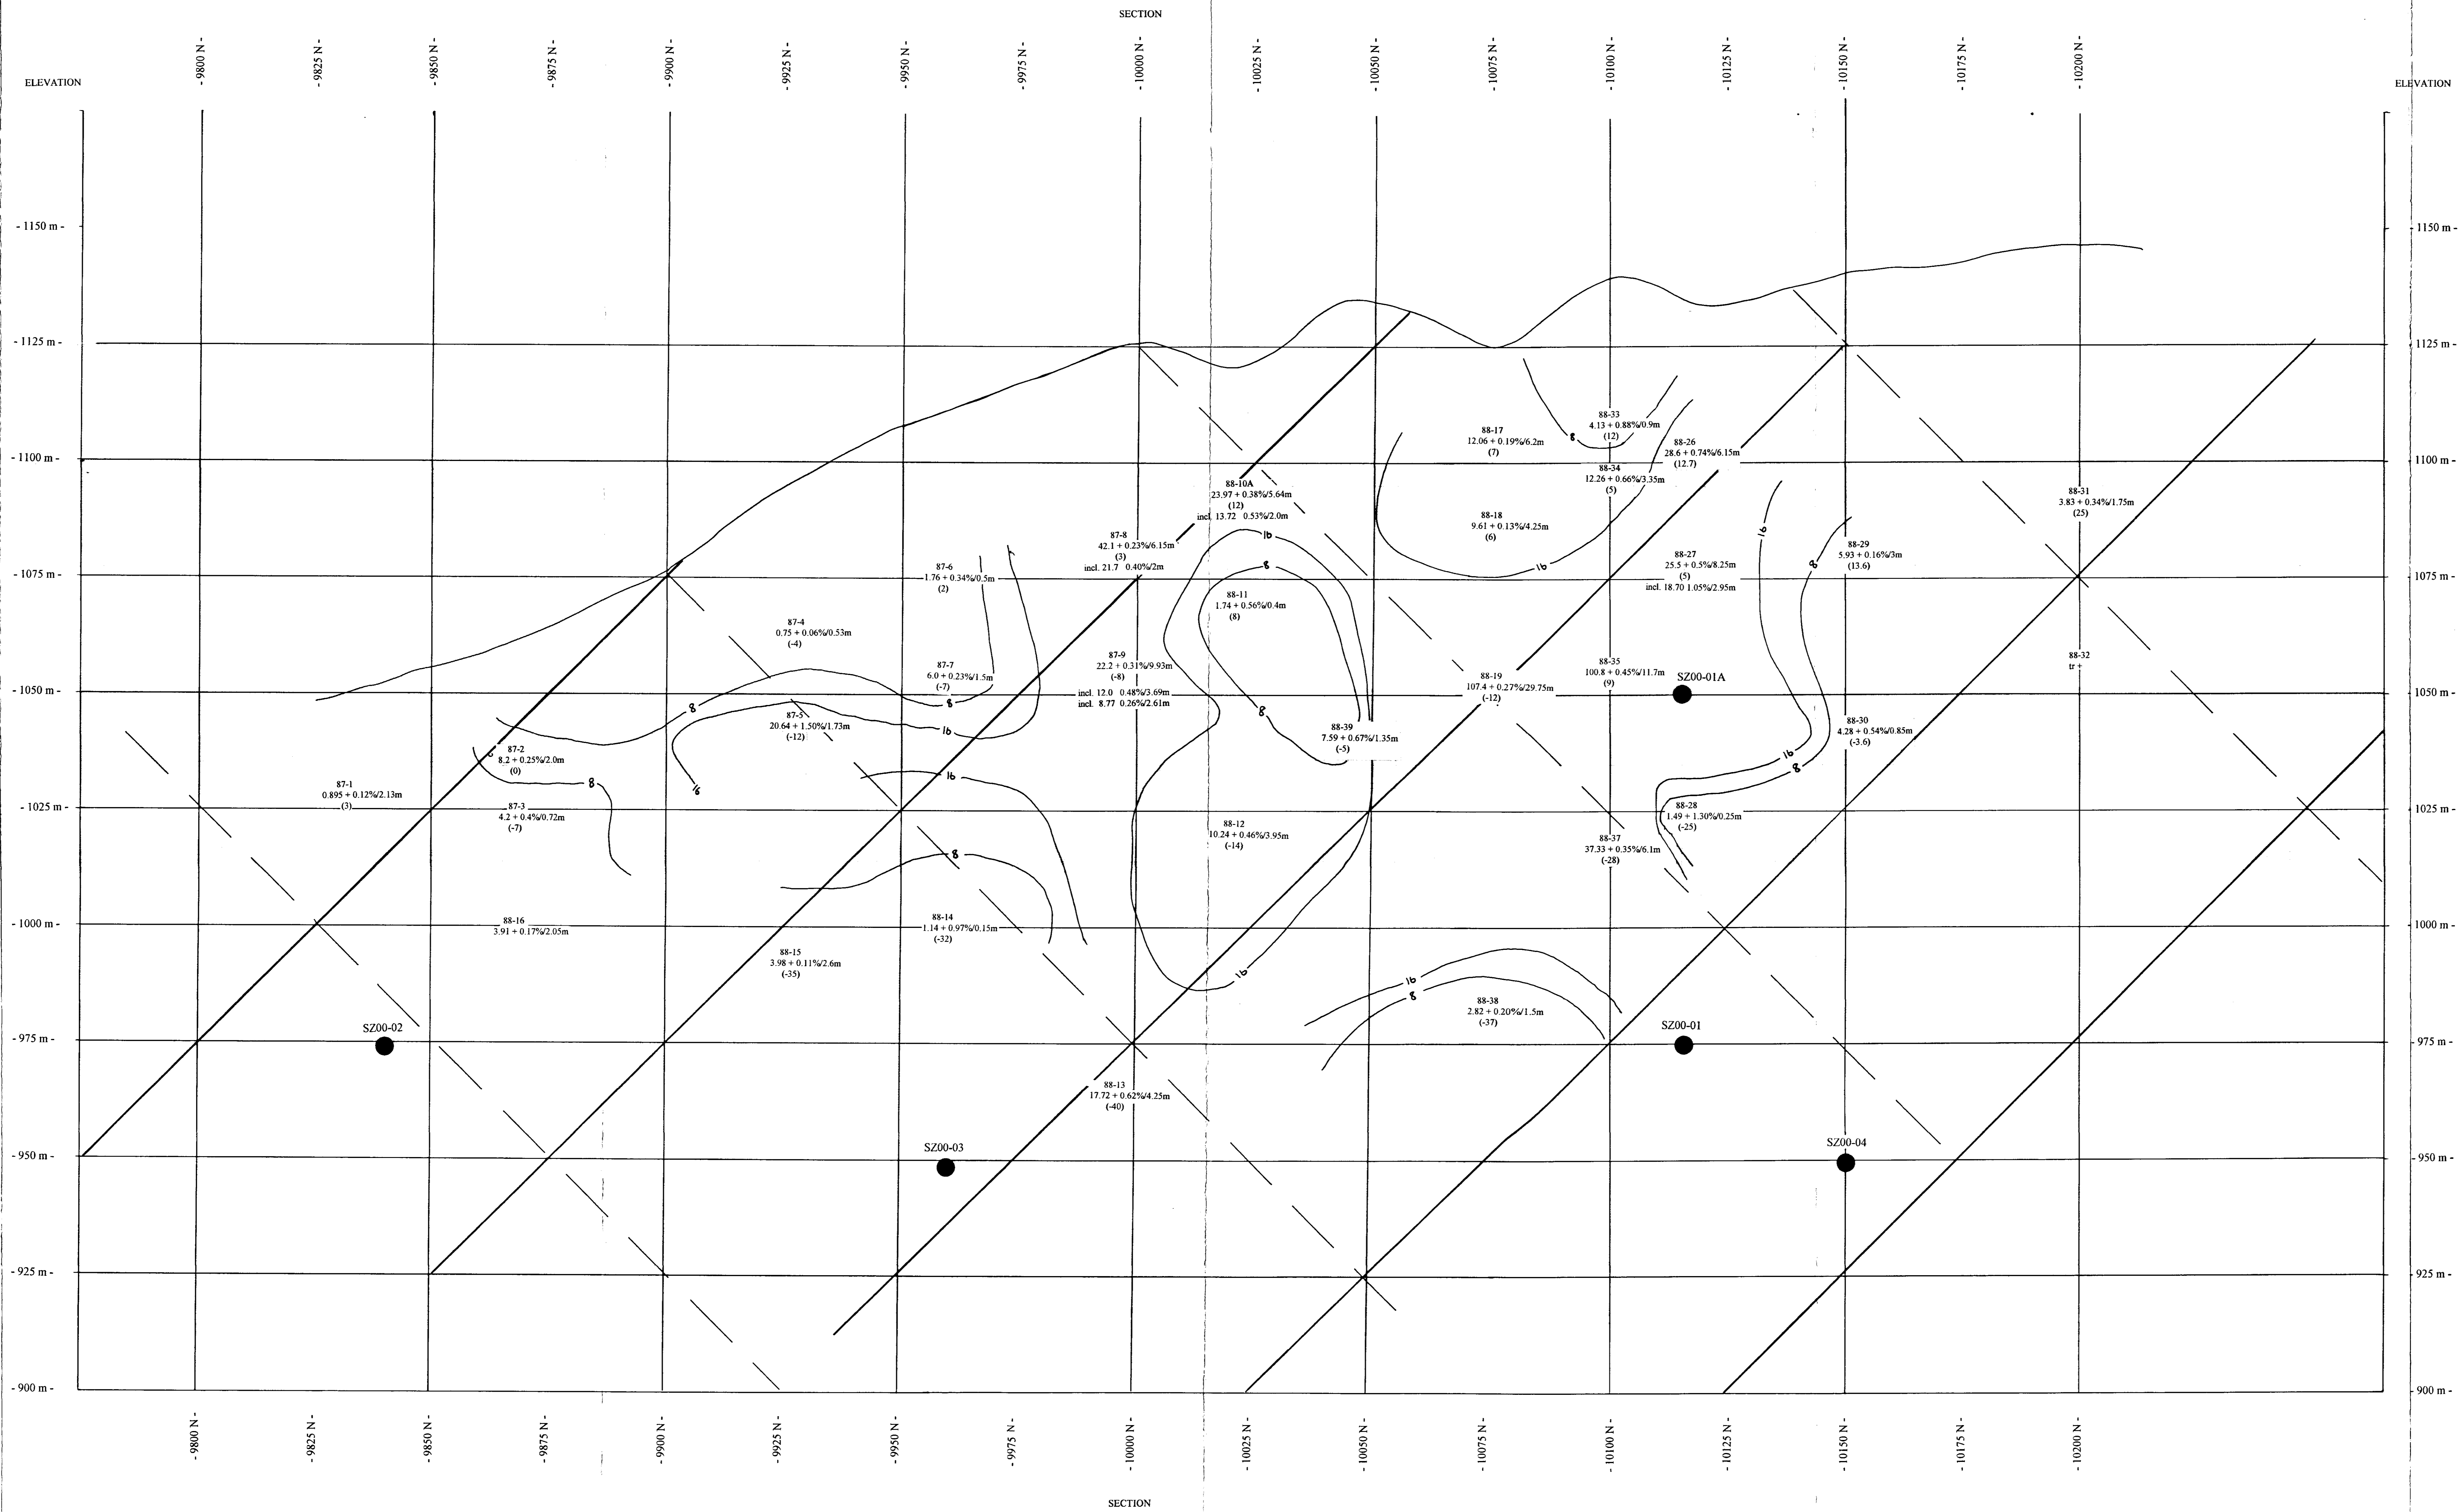 SECTION
- 9800 N -
- 9825 N -
- 9850 N -
- 9875 N -
- 9900 N -
- 9925 N -
- 9950 N -
- 9975 N -
- 10000 N -
- 10025 N -
- 10050 N -
- 10075 N -
- 10100 N -
- 10125 N -
- 10150 N -
- 10175 N -
- 10200 N -
ELEVATION
ELEVATION
- 1150 m -
- 1150 m -
- 1125 m -
- 1125 m -
- 1100 m -
- 1100 m -
- 1075 m -
- 1075 m -
- 1050 m -
- 1050 m -
- 1025 m -
- 1025 m -
- 1000 m -
- 1000 m -
- 975 m -
- 975 m -
- 950 m -
- 950 m -
- 925 m -
- 925 m -
- 900 m -
- 900 m -
88-33
4.13 + 0.88%/0.9m
(12)
8
88-17
12.06 + 0.19%/6.2m
(7)
88-26
28.6 + 0.74%/6.15m
(12.7)
88-34
12.26 + 0.66%/3.35m
(5)
88-10A
23.97 + 0.38%/5.64m
(12)
incl. 13.72 0.53%/2.0m
88-31
3.83 + 0.34%/1.75m
(25)
88-18
9.61 + 0.13%/4.25m
(6)
87-8
42.1 + 0.23%/6.15m
(3)
incl. 21.7 0.40%/2m
16
16
88-29
5.93 + 0.16%/3m
(13.6)
88-27
25.5 + 0.5%/8.25m
(5)
incl. 18.70 1.05%/2.95m
87-6
1.76 + 0.34%/0.5m
(2)
8
16
8
88-11
1.74 + 0.56%/0.4m
(8)
87-4
0.75 + 0.06%/0.53m
(-4)
87-9
22.2 + 0.31%/9.93m
(-8)
incl. 12.0 0.48%/3.69m
incl. 8.77 0.26%/2.61m
87-7
6.0 + 0.23%/1.5m
(-7)
88-32
tr +
88-35
100.8 + 0.45%/11.7m
(9)
88-19
107.4 + 0.27%/29.75m
(-12)
SZ00-01A
8
8
8
87-5
20.64 + 1.50%/1.73m
(-12)
16
88-39
7.59 + 0.67%/1.35m
(-5)
88-30
4.28 + 0.54%/0.85m
(-3.6)
87-2
8.2 + 0.25%/2.0m
(0)
16
8
16
8
16
87-1
0.895 + 0.12%/2.13m
(3)
87-3
4.2 + 0.4%/0.72m
(-7)
88-28
1.49 + 1.30%/0.25m
(-25)
88-12
10.24 + 0.46%/3.95m
(-14)
88-37
37.33 + 0.35%/6.1m
(-28)
8
88-16
3.91 + 0.17%/2.05m
88-14
1.14 + 0.97%/0.15m
(-32)
88-15
3.98 + 0.11%/2.6m
(-35)
16
16
8
88-38
2.82 + 0.20%/1.5m
(-37)
SZ00-02
SZ00-01
88-13
17.72 + 0.62%/4.25m
(-40)
SZ00-03
SZ00-04
- 9800 N -
- 9825 N -
- 9850 N -
- 9875 N -
- 9900 N -
- 9925 N -
- 9950 N -
- 9975 N -
- 10000 N -
- 10025 N -
- 10050 N -
- 10075 N -
- 10100 N -
- 10125 N -
- 10150 N -
- 10175 N -
- 10200 N -
SECTION